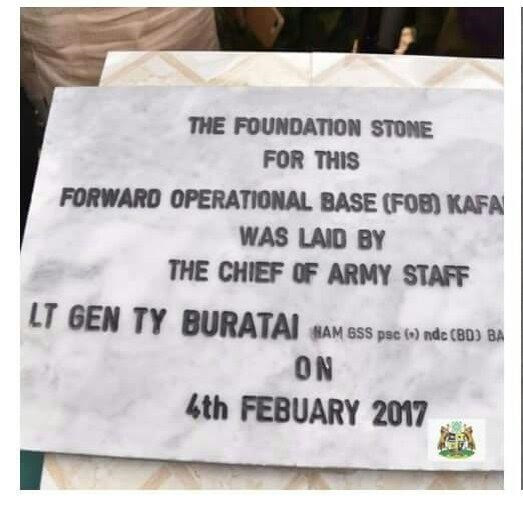 THE FOUNDATION STONE
FOR THIS
FORWARD OPERATIONAL BASE (FOB) KAFA
WAS LAID BY
THE CHIEF OF ARMY STAFF
LT GEN TY BURATAI NAM GSS psc (+) ndc (BD) BA
ON
4th FEBUARY 2017